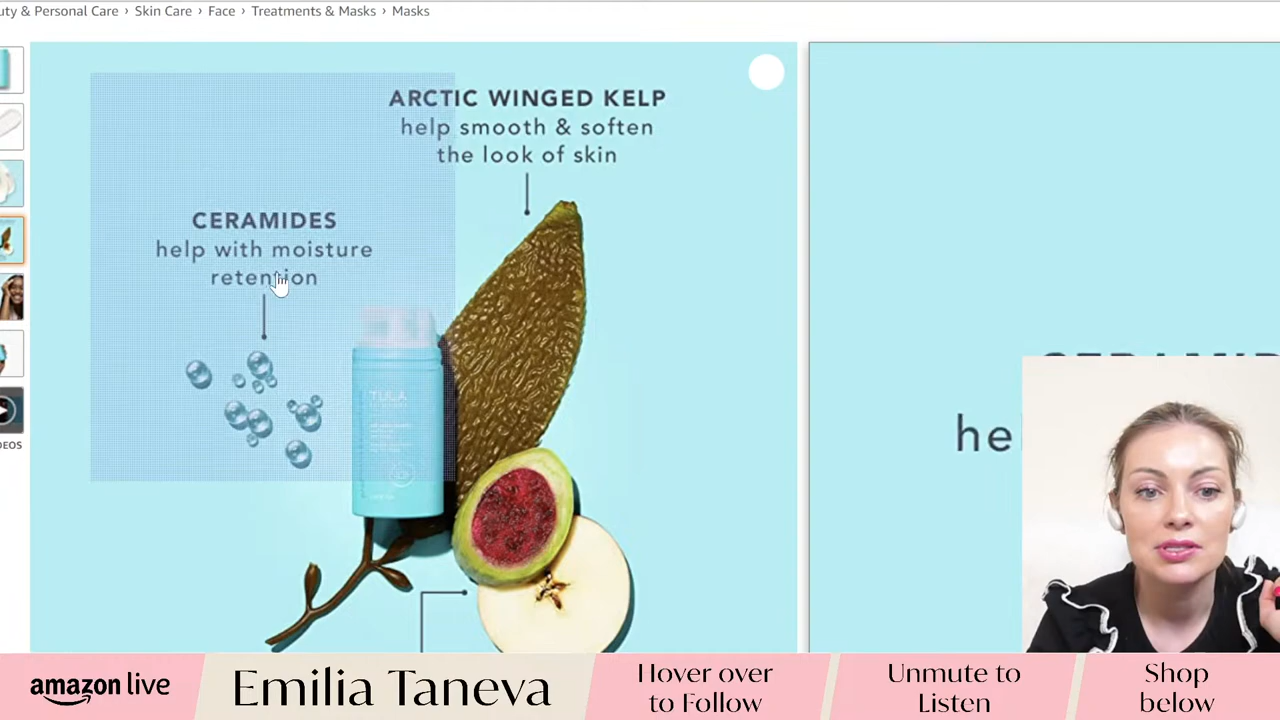 uty & Personal Care › Skin Care › Face › Treatments & Masks › Masks
ARCTIC WINGED KELP
help smooth & soften
the look of skin
CERAMIDES
help with moisture
retention
TULA
he
EOS
amazon live
Emilia Taneva
Hover over
to Follow
Unmute to
Listen
Shop
below